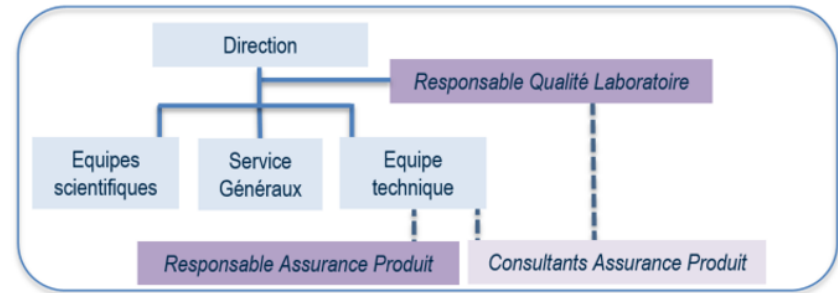 Direction
Responsable Qualité Laboratoire
Equipes
scientifiques
Service
Généraux
Equipe
technique
Responsable Assurance Produit
Consultants Assurance Produit